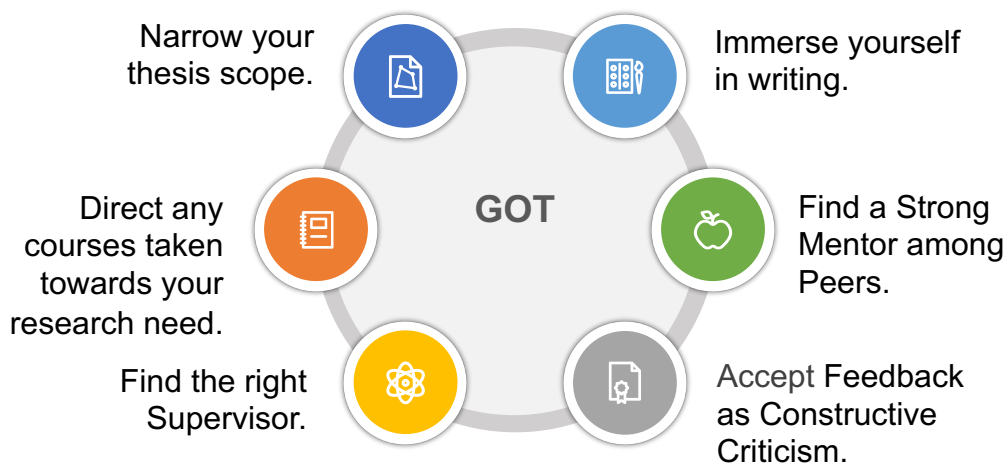 Narrow your
thesis scope.
Immerse yourself
in writing.
GOT
Direct any
courses taken
towards your
research need.
Find a Strong
Mentor among
Peers.
Find the right
Supervisor.
Accept Feedback
as Constructive
Criticism.